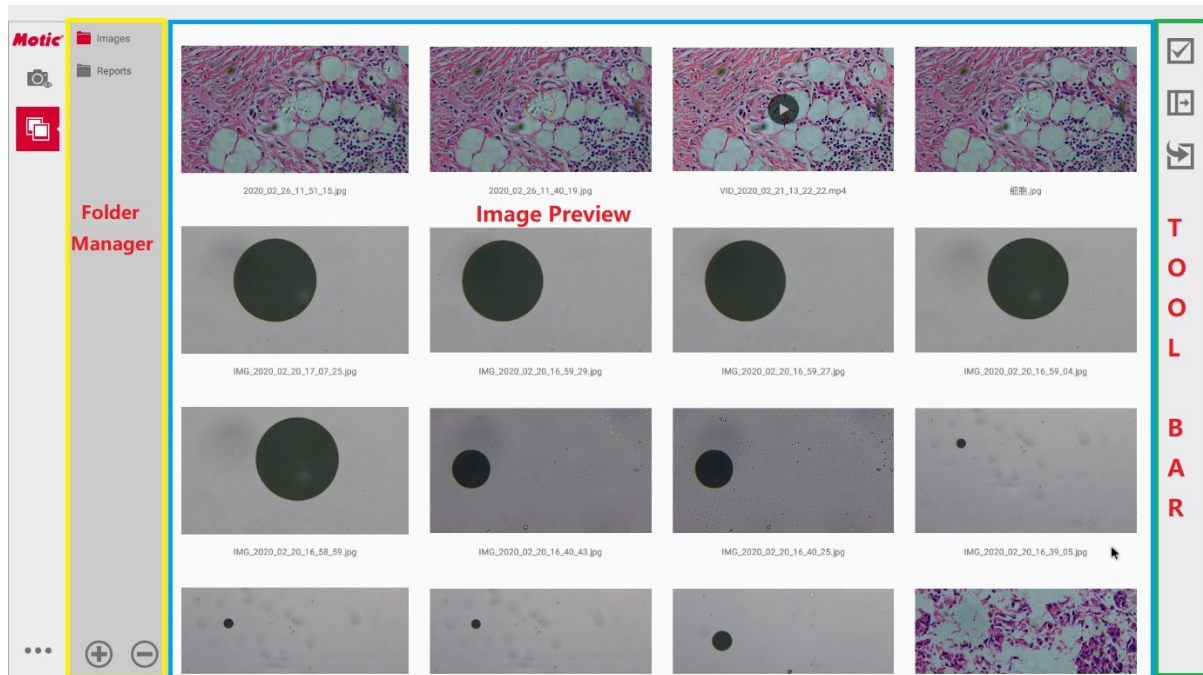 Motic
Images
Reports
Folder
Manager
2020_02_26_11_51_15.jpg
2020_02_26_11_40_19.jpg
VID_2020_02_21_13_22_22.mp4
细胞.jpg
Image Preview
IMG_2020_02_20_17_07_25.jpg
IMG_2020_02_20_16_59_29.jpg
IMG_2020_02_20_16_59_27.jpg
IMG_2020_02_20_16_59_04.jpg
IMG_2020_02_20_16_58_59.jpg
IMG_2020_02_20_16_40_43.jpg
IMG_2020_02_20_16_40_25.jpg
IMG_2020_02_20_16_39_05.jpg
T
O
O
L
B
A
R